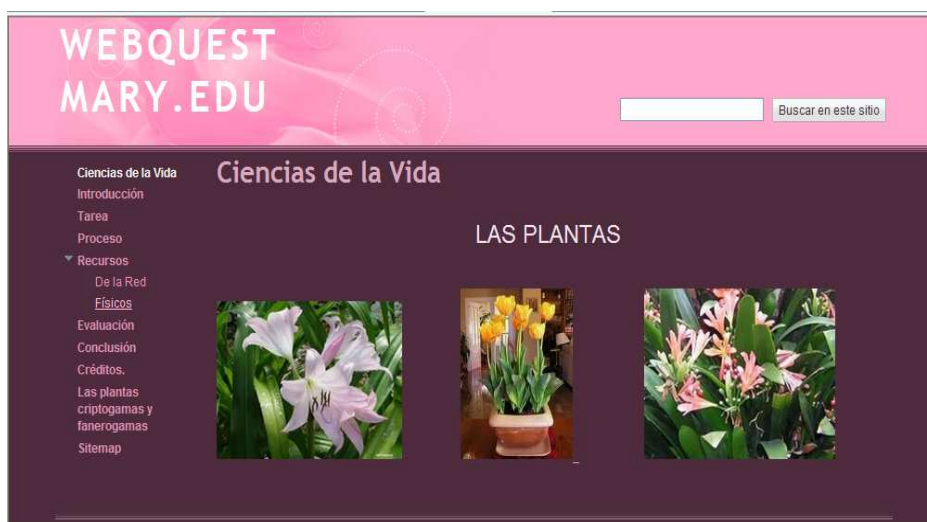 WEBQUEST
MARY.EDU
Buscar en este sitio
Ciencias de la Vida
Introducción
Tarea
Proceso
Recursos
De la Red
Físicos
Evaluación
Conclusión
Créditos.
Las plantas
criptogamas y
fanerogamas
Sitemap
Ciencias de la Vida
LAS PLANTAS